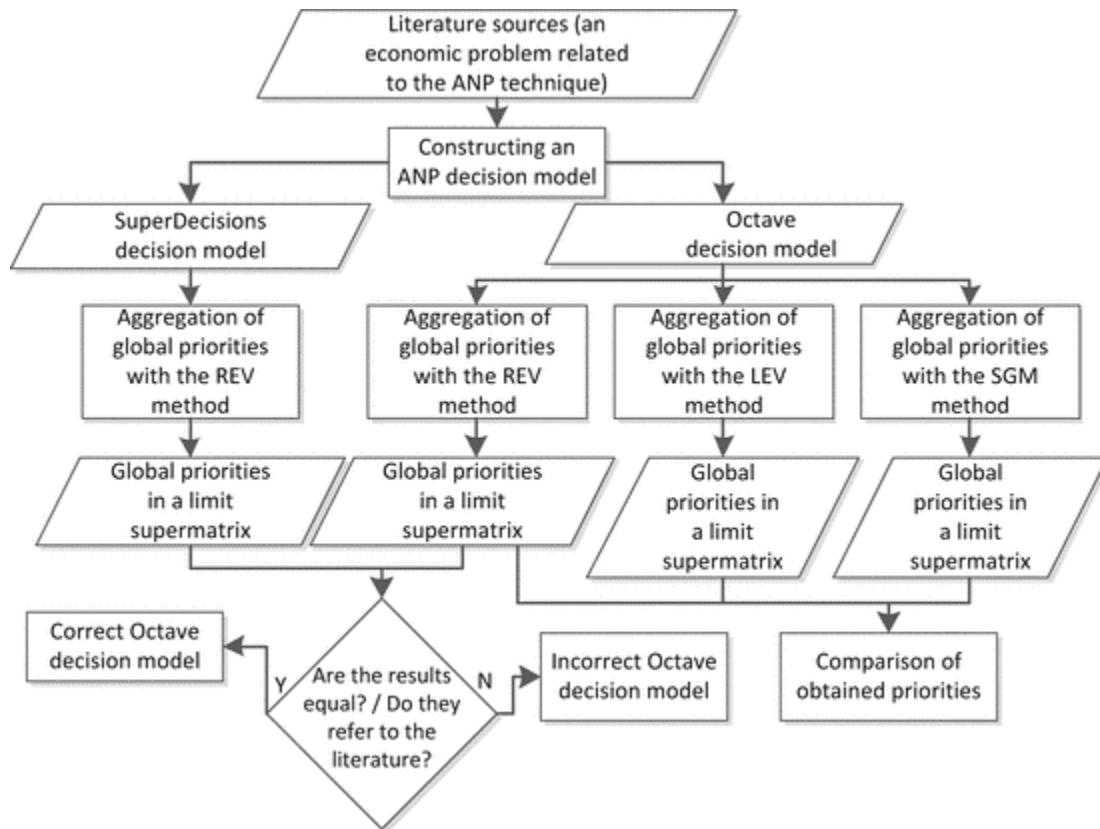 Literature sources (an
economic problem related
to the ANP technique)
Constructing an
ANP decision model
SuperDecisions
decision model
Octave
decision model
Aggregation of
global priorities
with the REV
method
Aggregation of
global priorities
with the REV
method
Aggregation of
global priorities
with the LEV
method
Aggregation of
global priorities
with the SGM
method
Global priorities
in a limit
supermatrix
Global priorities
in a limit
supermatrix
Global
priorities in
a limit
supermatrix
Global
priorities in
a limit
supermatrix
Correct Octave
decision model
Y
Are the results
equal? / Do they
refer to the
literature?
N
Incorrect Octave
decision model
Comparison of
obtained priorities